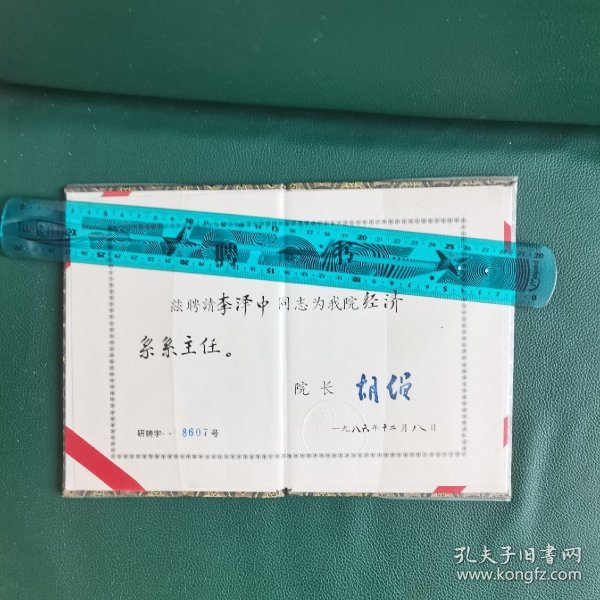 聘书
兹聘請李泽中同志为我院经济
系系主任。
院长 胡绳
研聘字 8607号
一九八六年十二月八日
孔夫子旧书网
www.kongfz.com